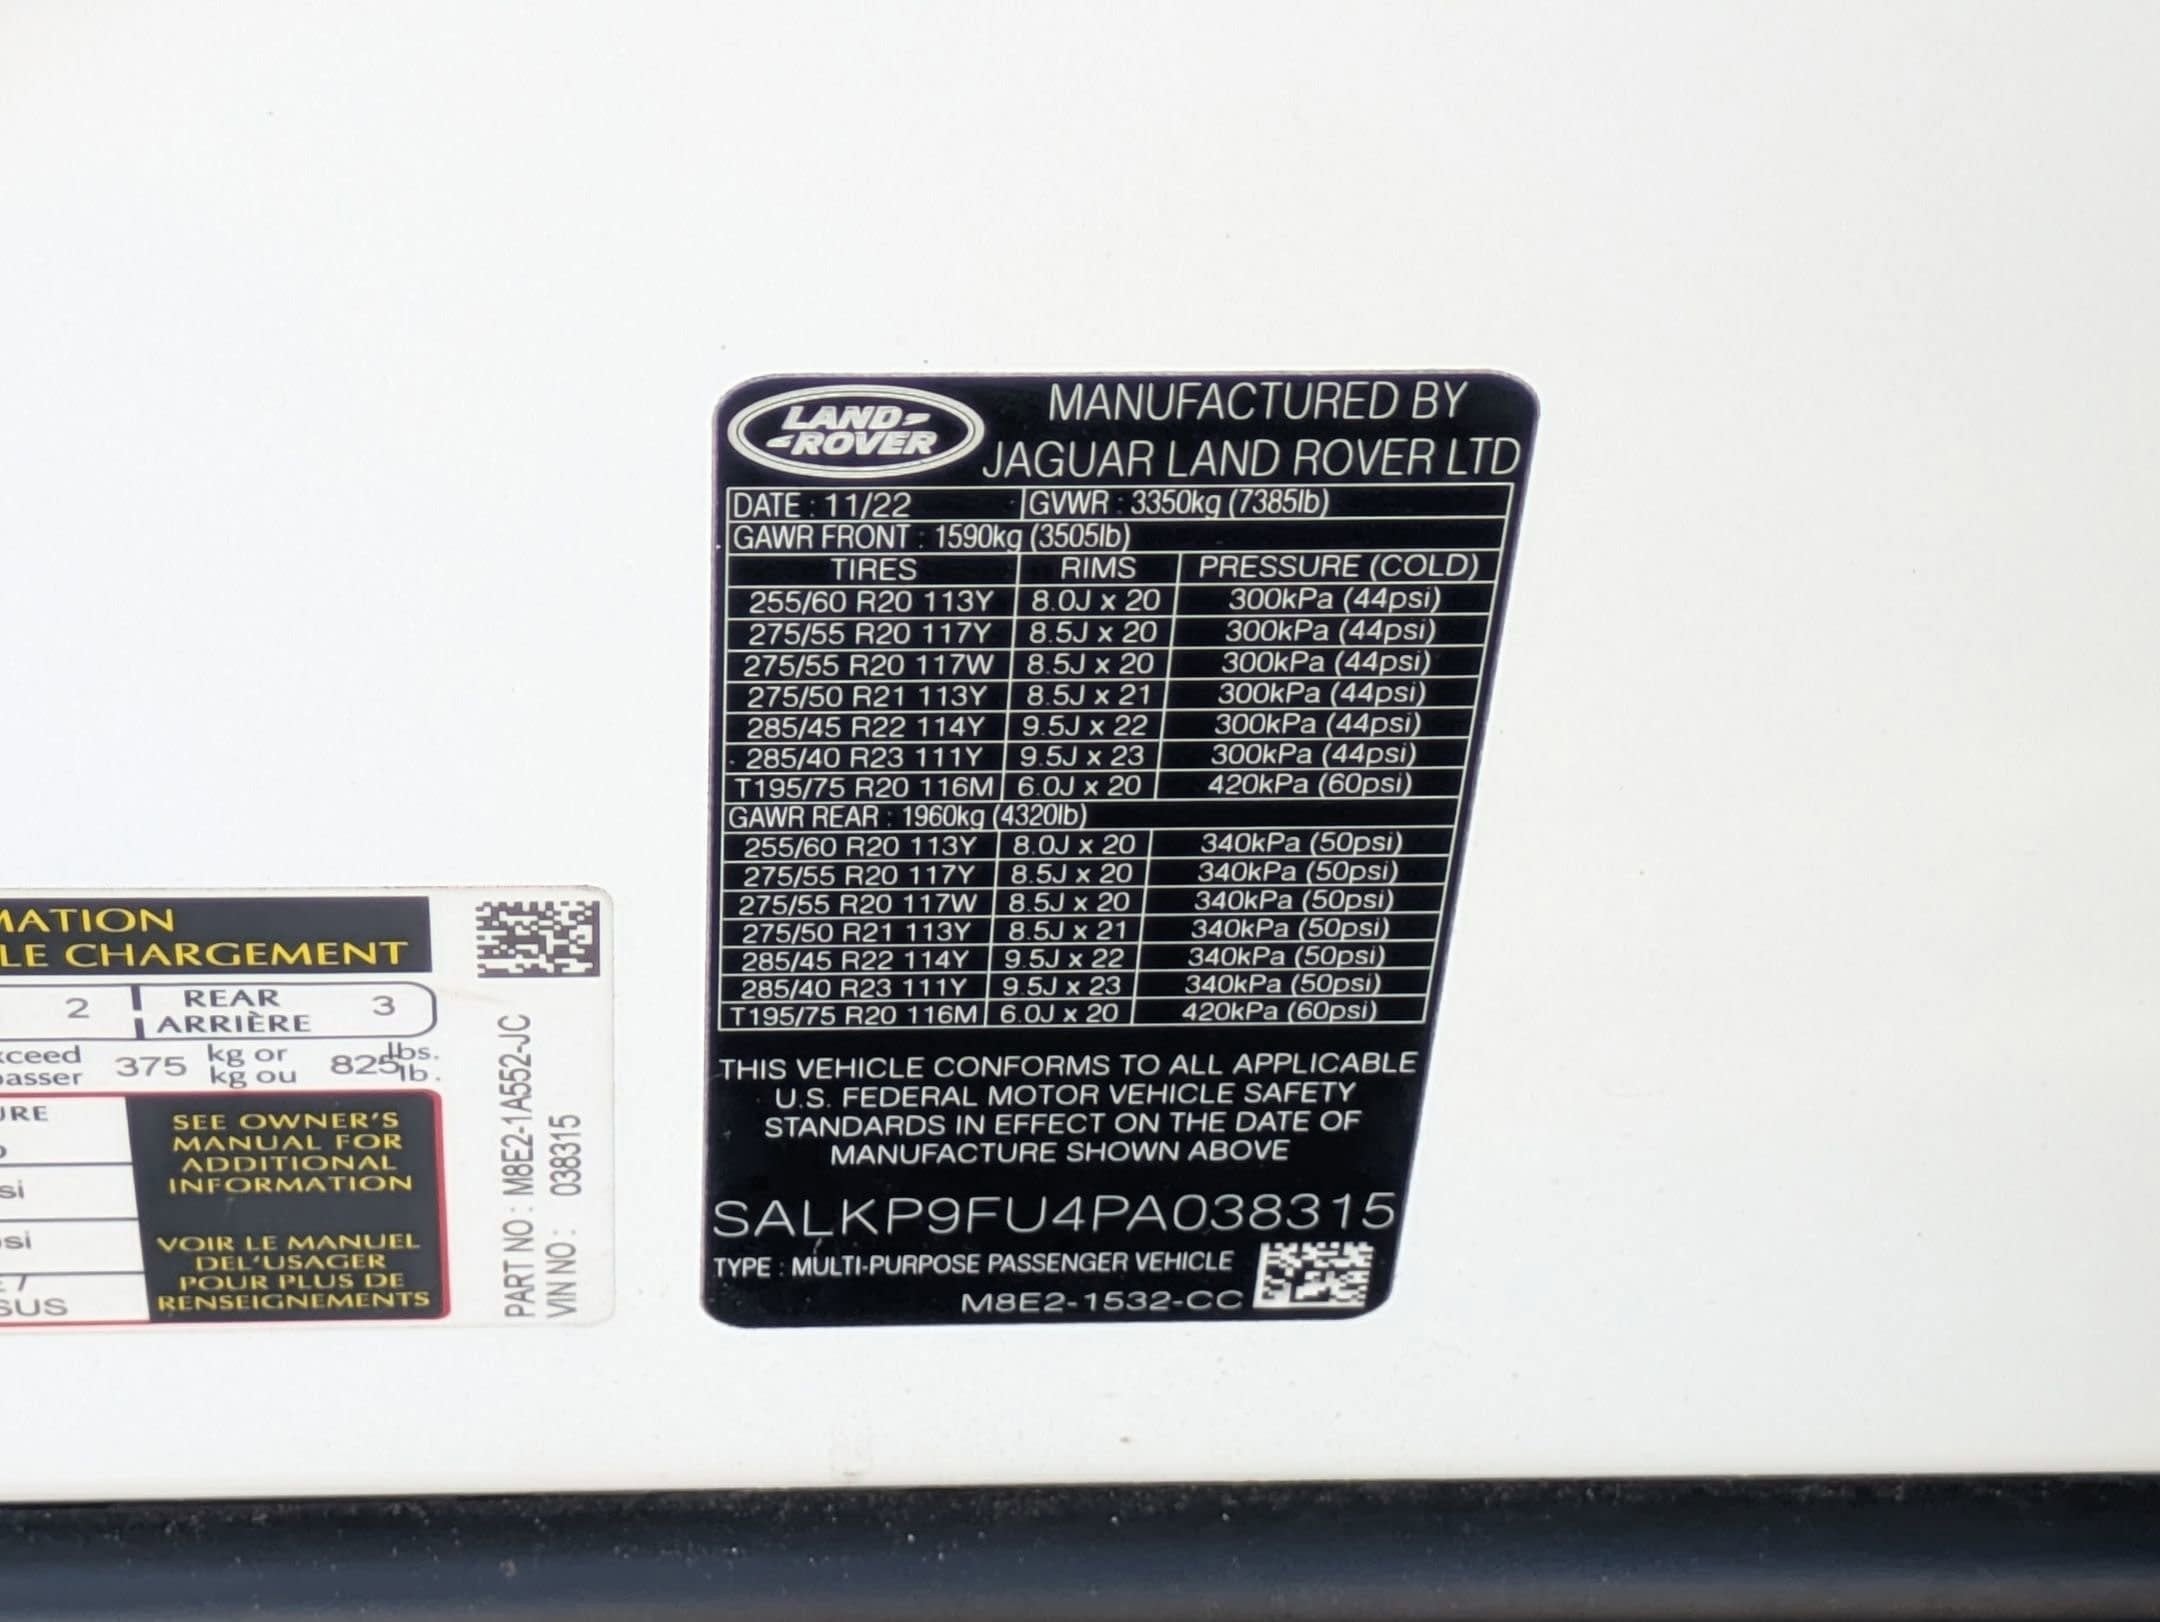 LAND ROVER
MANUFACTURED BY
JAGUAR LAND ROVER LTD
DATE : 11/22 GVWR : 3350kg (7385lb)
GAWR FRONT : 1590kg (3505lb)
TIRES RIMS PRESSURE (COLD)
255/60 R20 113Y 8.0J x 20 300kPa (44psi)
275/55 R20 117Y 8.5J x 20 300kPa (44psi)
275/55 R20 117W 8.5J x 20 300kPa (44psi)
275/50 R21 113Y 8.5J x 21 300kPa (44psi)
285/45 R22 114Y 9.5J x 22 300kPa (44psi)
285/40 R23 111Y 9.5J x 23 300kPa (44psi)
T195/75 R20 116M 6.0J x 20 420kPa (60psi)
GAWR REAR : 1960kg (4320lb)
255/60 R20 113Y 8.0J x 20 340kPa (50psi)
275/55 R20 117Y 8.5J x 20 340kPa (50psi)
275/55 R20 117W 8.5J x 20 340kPa (50psi)
275/50 R21 113Y 8.5J x 21 340kPa (50psi)
285/45 R22 114Y 9.5J x 22 340kPa (50psi)
285/40 R23 111Y 9.5J x 23 340kPa (50psi)
T195/75 R20 116M 6.0J x 20 420kPa (60psi)
THIS VEHICLE CONFORMS TO ALL APPLICABLE
U.S. FEDERAL MOTOR VEHICLE SAFETY
STANDARDS IN EFFECT ON THE DATE OF
MANUFACTURE SHOWN ABOVE
SALKP9FU4PA038315
TYPE : MULTI-PURPOSE PASSENGER VEHICLE
M8E2-1532-CC
MATION
LE CHARGEMENT
2 REAR 3
ARRIÈRE
xceed 375 kg or 825 lbs.
passer kg ou lb.
URE
SEE OWNER'S
MANUAL FOR
ADDITIONAL
INFORMATION
VOIR LE MANUEL
DEL'USAGER
POUR PLUS DE
RENSEIGNEMENTS
si
si
SUS
PART NO : M8E2-1A552-JC
VIN NO : 038315